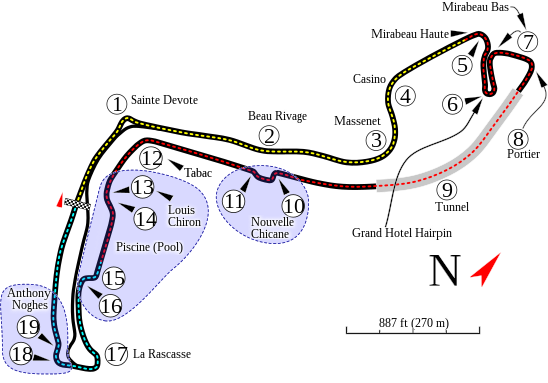 Mirabeau Bas
Mirabeau Haute
7
5
Casino
4
6
1
Sainte Devote
Beau Rivage
2
Massenet
3
8
Portier
12
Tabac
13
Louis
Chiron
14
11
10
Nouvelle
Chicane
9
Tunnel
Grand Hotel Hairpin
Piscine (Pool)
15
16
N
Anthony
Noghes
19
18
17
La Rascasse
887 ft (270 m)